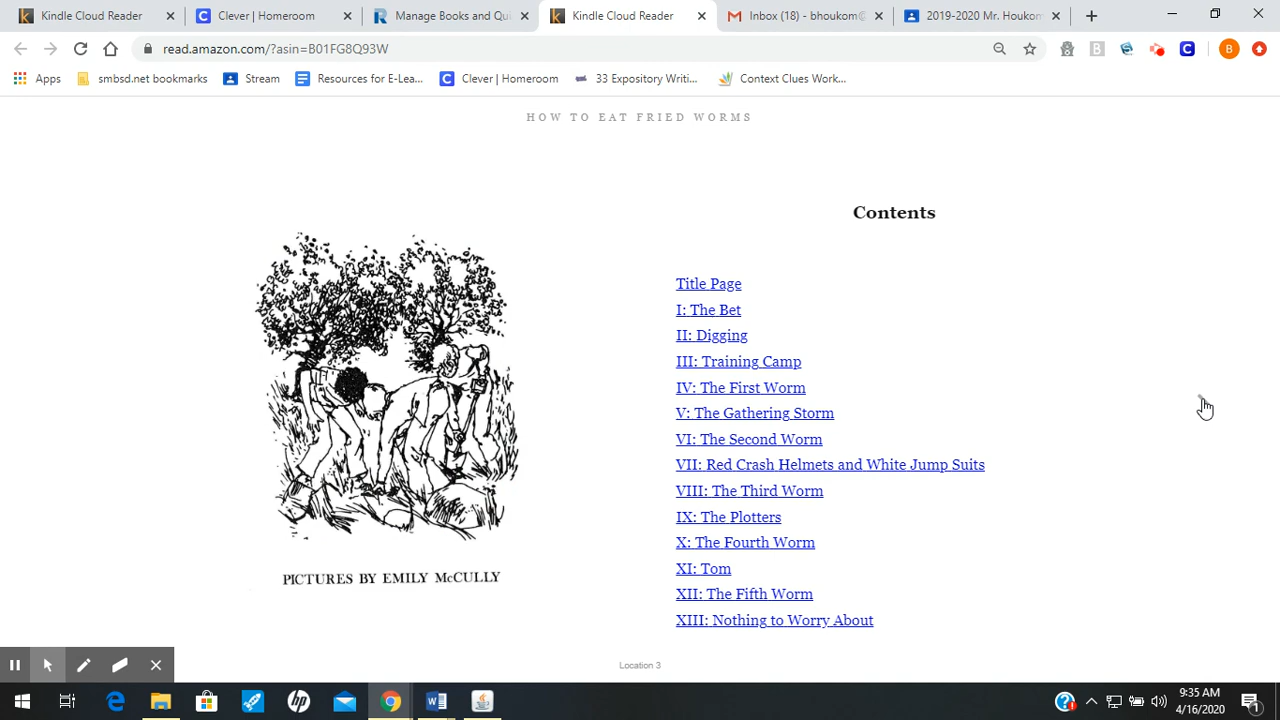 Kindle Cloud Reader
Clever | Homeroom
Manage Books and Qu
Kindle Cloud Reader
Inbox (18) - bhoukom@
2019-2020 Mr. Houkom
read.amazon.com/?asin=B01FG8Q93W
Apps
smbsd.net bookmarks
Stream
Resources for E-Lea...
Clever | Homeroom
33 Expository Writi...
Context Clues Work...
HOW TO EAT FRIED WORMS
PICTURES BY EMILY McCULLY
Contents
Title Page
I: The Bet
II: Digging
III: Training Camp
IV: The First Worm
V: The Gathering Storm
VI: The Second Worm
VII: Red Crash Helmets and White Jump Suits
VIII: The Third Worm
IX: The Plotters
X: The Fourth Worm
XI: Tom
XII: The Fifth Worm
XIII: Nothing to Worry About
Location 3
9:35 AM
4/16/2020